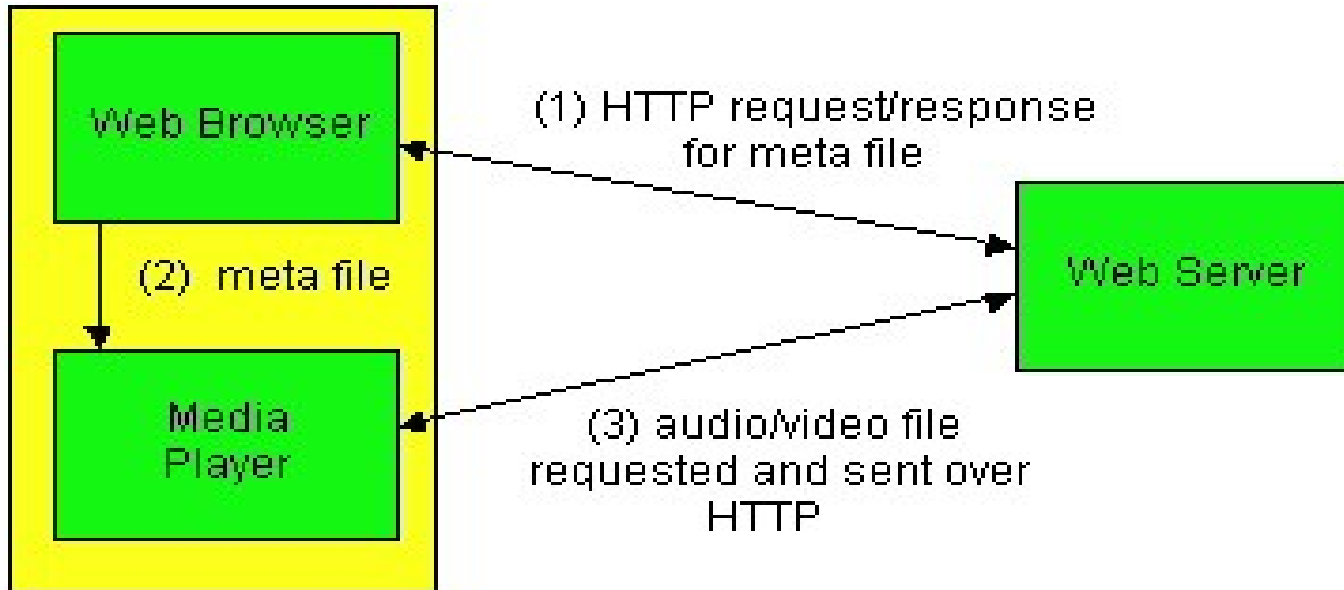 Web Browser
(1) HTTP request/response
for meta file
Web Server
(2) meta file
Media
Player
(3) audio/video file
requested and sent over
HTTP